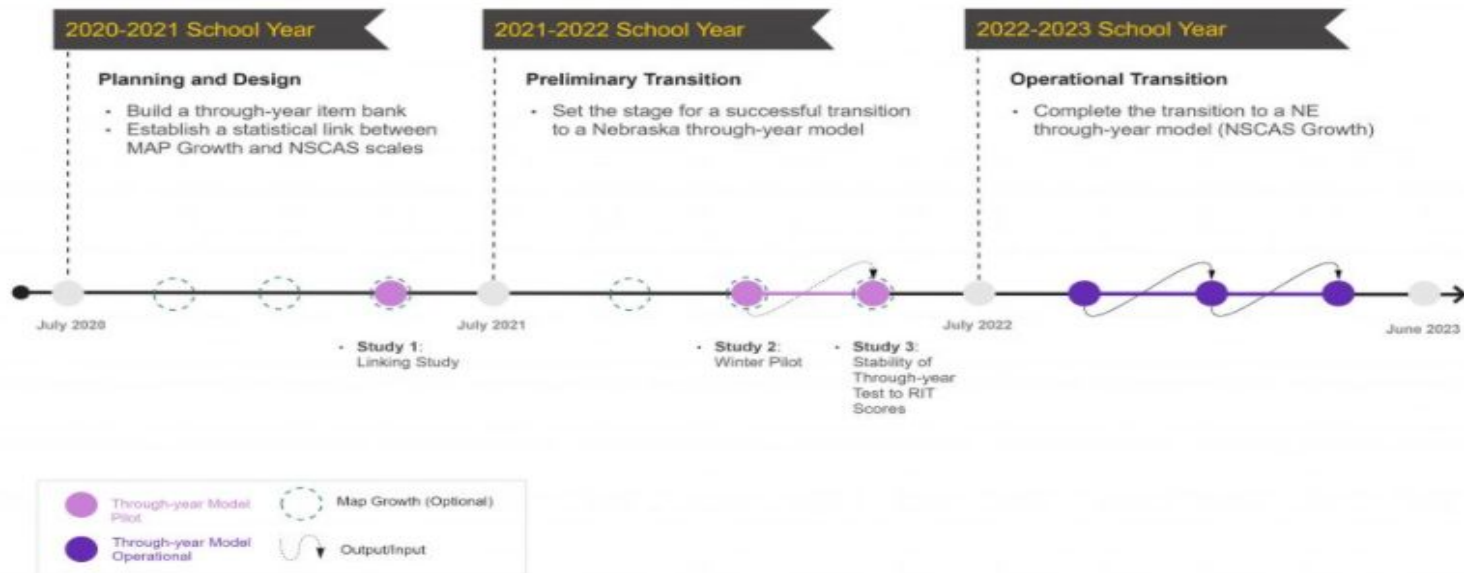 2020-2021 School Year
Planning and Design
• Build a through-year item bank
• Establish a statistical link between
MAP Growth and NSCAS scales
2021-2022 School Year
Preliminary Transition
• Set the stage for a successful transition
to a Nebraska through-year model
2022-2023 School Year
Operational Transition
• Complete the transition to a NE
through-year model (NSCAS Growth)
July 2020
July 2021
July 2022
June 2023
• Study 1:
Linking Study
• Study 2:
Winter Pilot
• Study 3:
Stability of
Through-year
Test to RIT
Scores
Through-year Model
Pilot
Map Growth (Optional)
Through-year Model
Operational
Output/Input